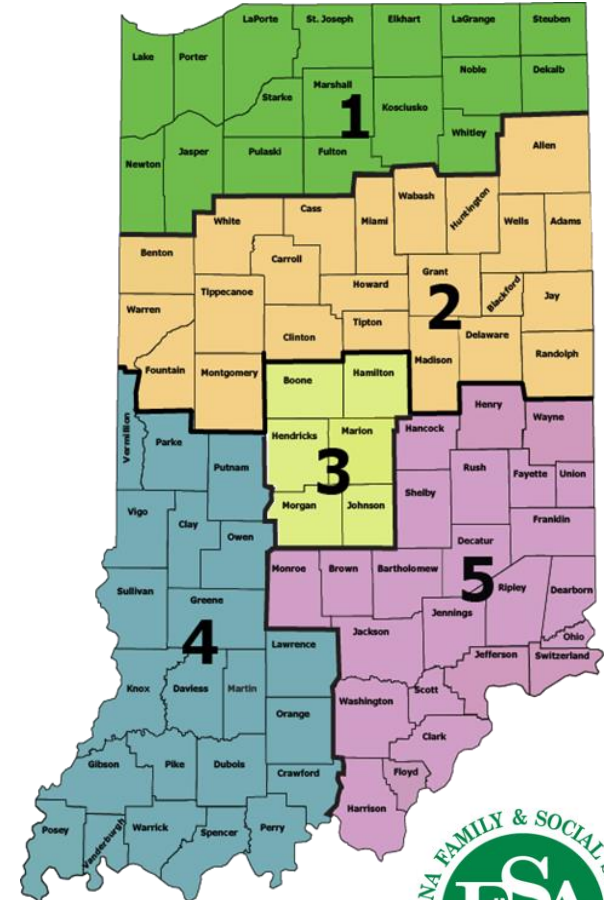 LaPorte
St. Joseph
Elkhart
LaGrange
Steuben
Lake
Porter
Noble
Dekalb
Marshall
Starke
1
Kosciusko
Whitley
Allen
Newton
Jasper
Pulaski
Fulton
Wabash
Huntington
White
Cass
Miami
Wells
Adams
Benton
Carroll
Grant
Tippecanoe
Howard
Blackford
Jay
Warren
2
Tipton
Clinton
Delaware
Madison
Randolph
Fountain
Montgomery
Boone
Hamilton
Henry
Wayne
Vermillion
Parke
Hendricks
Marion
Hancock
Putnam
3
Rush
Fayette
Union
Shelby
Vigo
Clay
Morgan
Johnson
Franklin
Owen
Decatur
Monroe
Brown
Bartholomew
5
Ripley
Dearborn
Sullivan
Greene
Jennings
Ohio
4
Lawrence
Jackson
Jefferson
Switzerland
Knox
Daviess
Martin
Washington
Scott
Orange
Clark
Gibson
Pike
Dubois
Crawford
Floyd
Harrison
Posey
Vanderburgh
Warrick
Spencer
Perry
NA FAMILY & SOCIAL